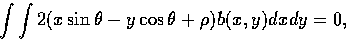 ∫∫ 2(x sin θ − y cos θ + ρ)b(x, y)dxdy = 0,